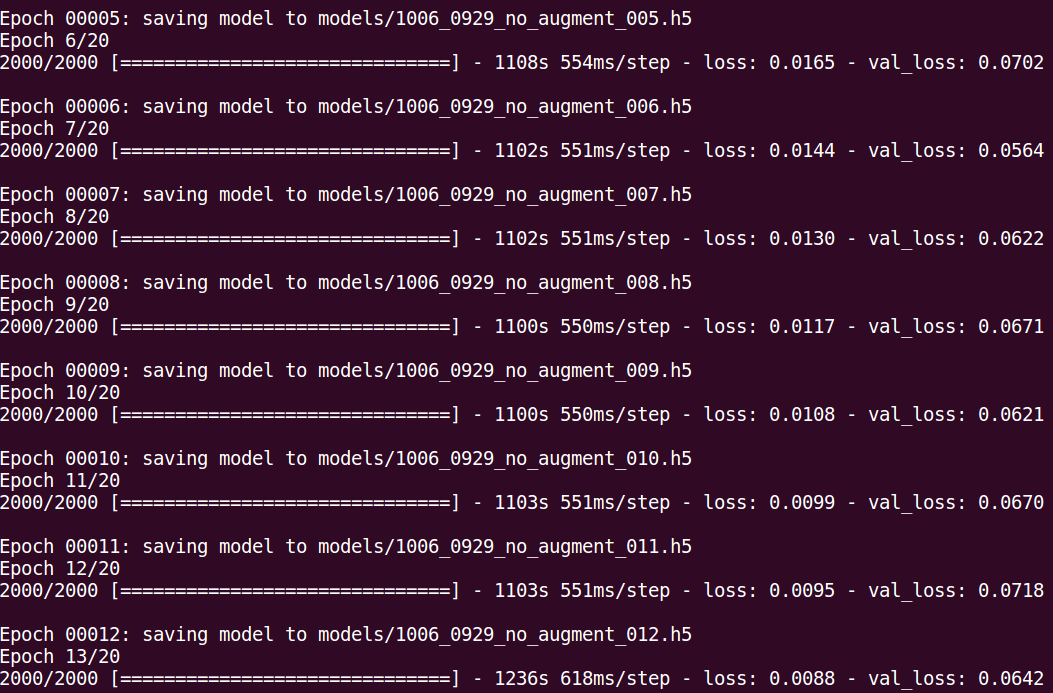 Epoch 00005: saving model to models/1006_0929_no_augment_005.h5
Epoch 6/20
2000/2000 [==============================] - 1108s 554ms/step - loss: 0.0165 - val_loss: 0.0702
Epoch 00006: saving model to models/1006_0929_no_augment_006.h5
Epoch 7/20
2000/2000 [==============================] - 1102s 551ms/step - loss: 0.0144 - val_loss: 0.0564
Epoch 00007: saving model to models/1006_0929_no_augment_007.h5
Epoch 8/20
2000/2000 [==============================] - 1102s 551ms/step - loss: 0.0130 - val_loss: 0.0622
Epoch 00008: saving model to models/1006_0929_no_augment_008.h5
Epoch 9/20
2000/2000 [==============================] - 1100s 550ms/step - loss: 0.0117 - val_loss: 0.0671
Epoch 00009: saving model to models/1006_0929_no_augment_009.h5
Epoch 10/20
2000/2000 [==============================] - 1100s 550ms/step - loss: 0.0108 - val_loss: 0.0621
Epoch 00010: saving model to models/1006_0929_no_augment_010.h5
Epoch 11/20
2000/2000 [==============================] - 1103s 551ms/step - loss: 0.0099 - val_loss: 0.0670
Epoch 00011: saving model to models/1006_0929_no_augment_011.h5
Epoch 12/20
2000/2000 [==============================] - 1103s 551ms/step - loss: 0.0095 - val_loss: 0.0718
Epoch 00012: saving model to models/1006_0929_no_augment_012.h5
Epoch 13/20
2000/2000 [==============================] - 1236s 618ms/step - loss: 0.0088 - val_loss: 0.0642